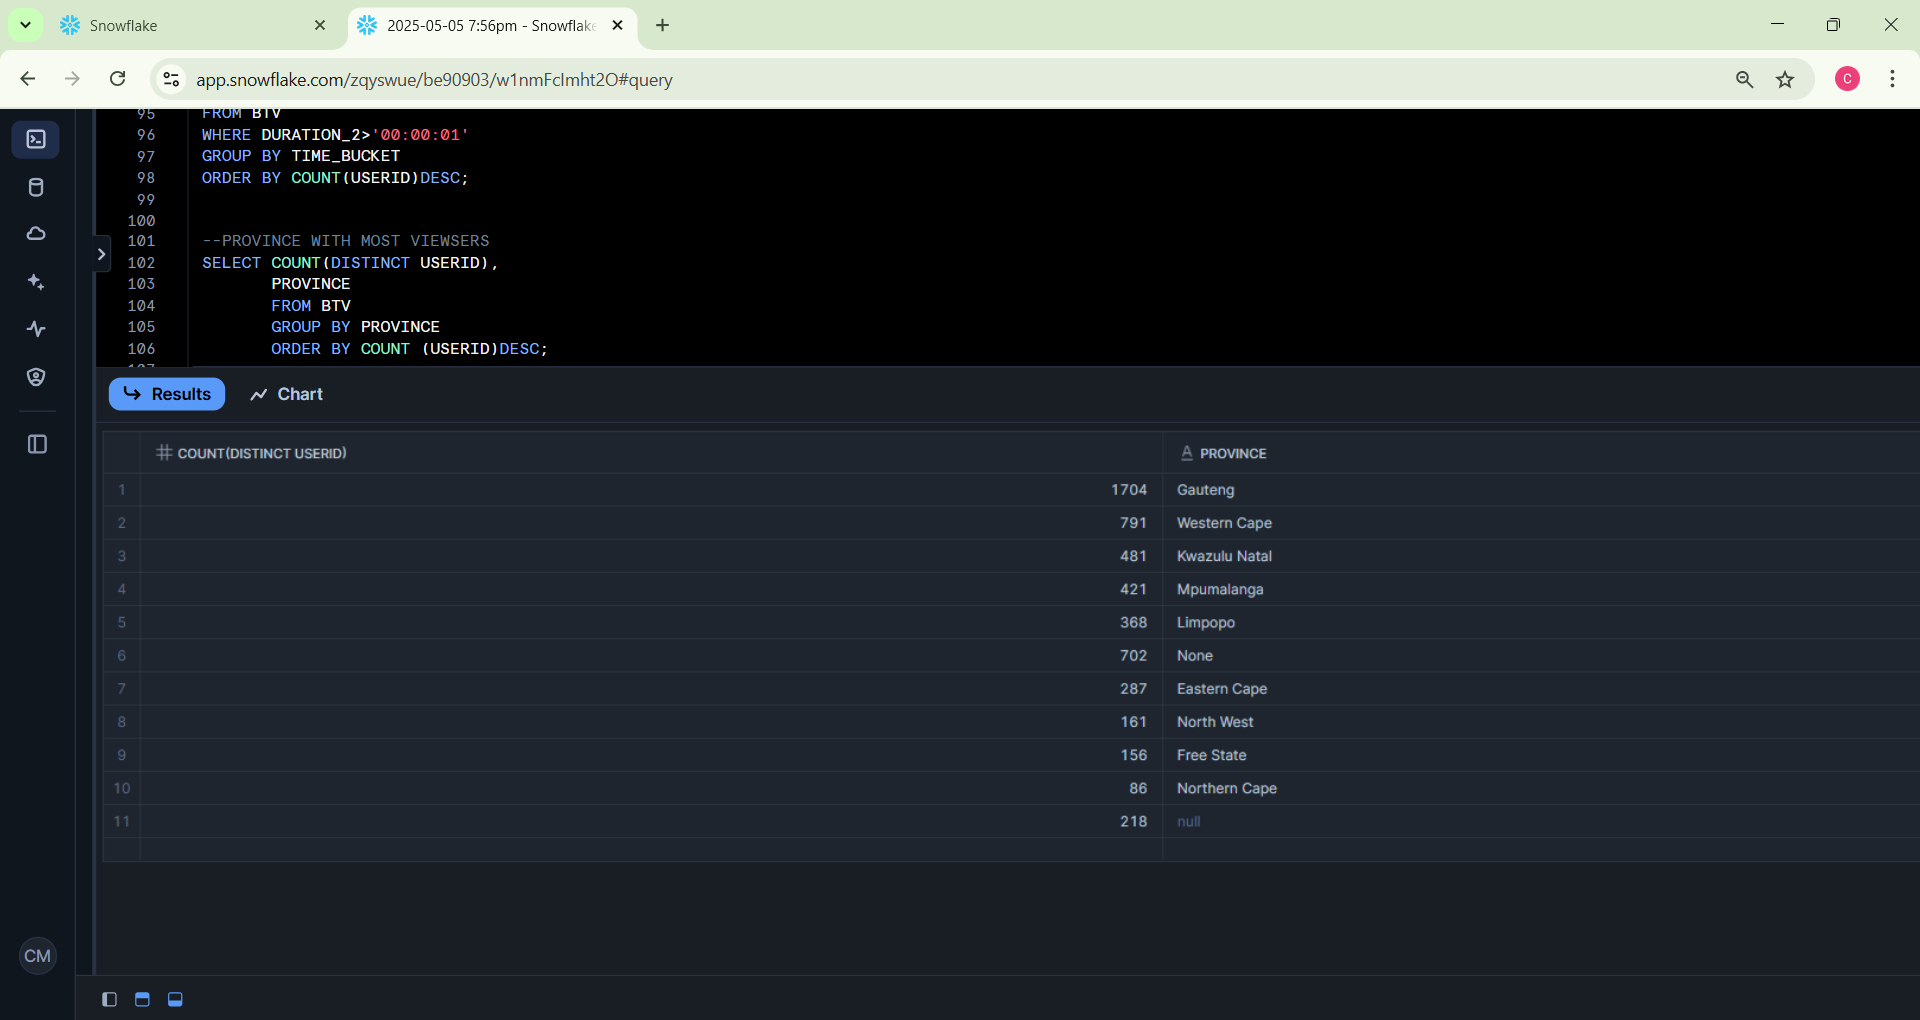 Snowflake
2025-05-05 7:56pm - Snowflake
app.snowflake.com/zqyswue/be90903/w1nmFcImht2O#query
C
95 FROM BTV
96 WHERE DURATION_2>'00:00:01'
97 GROUP BY TIME_BUCKET
98 ORDER BY COUNT(USERID)DESC;
99
100
101 --PROVINCE WITH MOST VIEWSERS
102 SELECT COUNT(DISTINCT USERID),
103 PROVINCE
104 FROM BTV
105 GROUP BY PROVINCE
106 ORDER BY COUNT (USERID)DESC;
107
Results Chart
COUNT(DISTINCT USERID) A PROVINCE
1 1704 Gauteng
2 791 Western Cape
3 481 Kwazulu Natal
4 421 Mpumalanga
5 368 Limpopo
6 702 None
7 287 Eastern Cape
8 161 North West
9 156 Free State
10 86 Northern Cape
11 218 null
CM